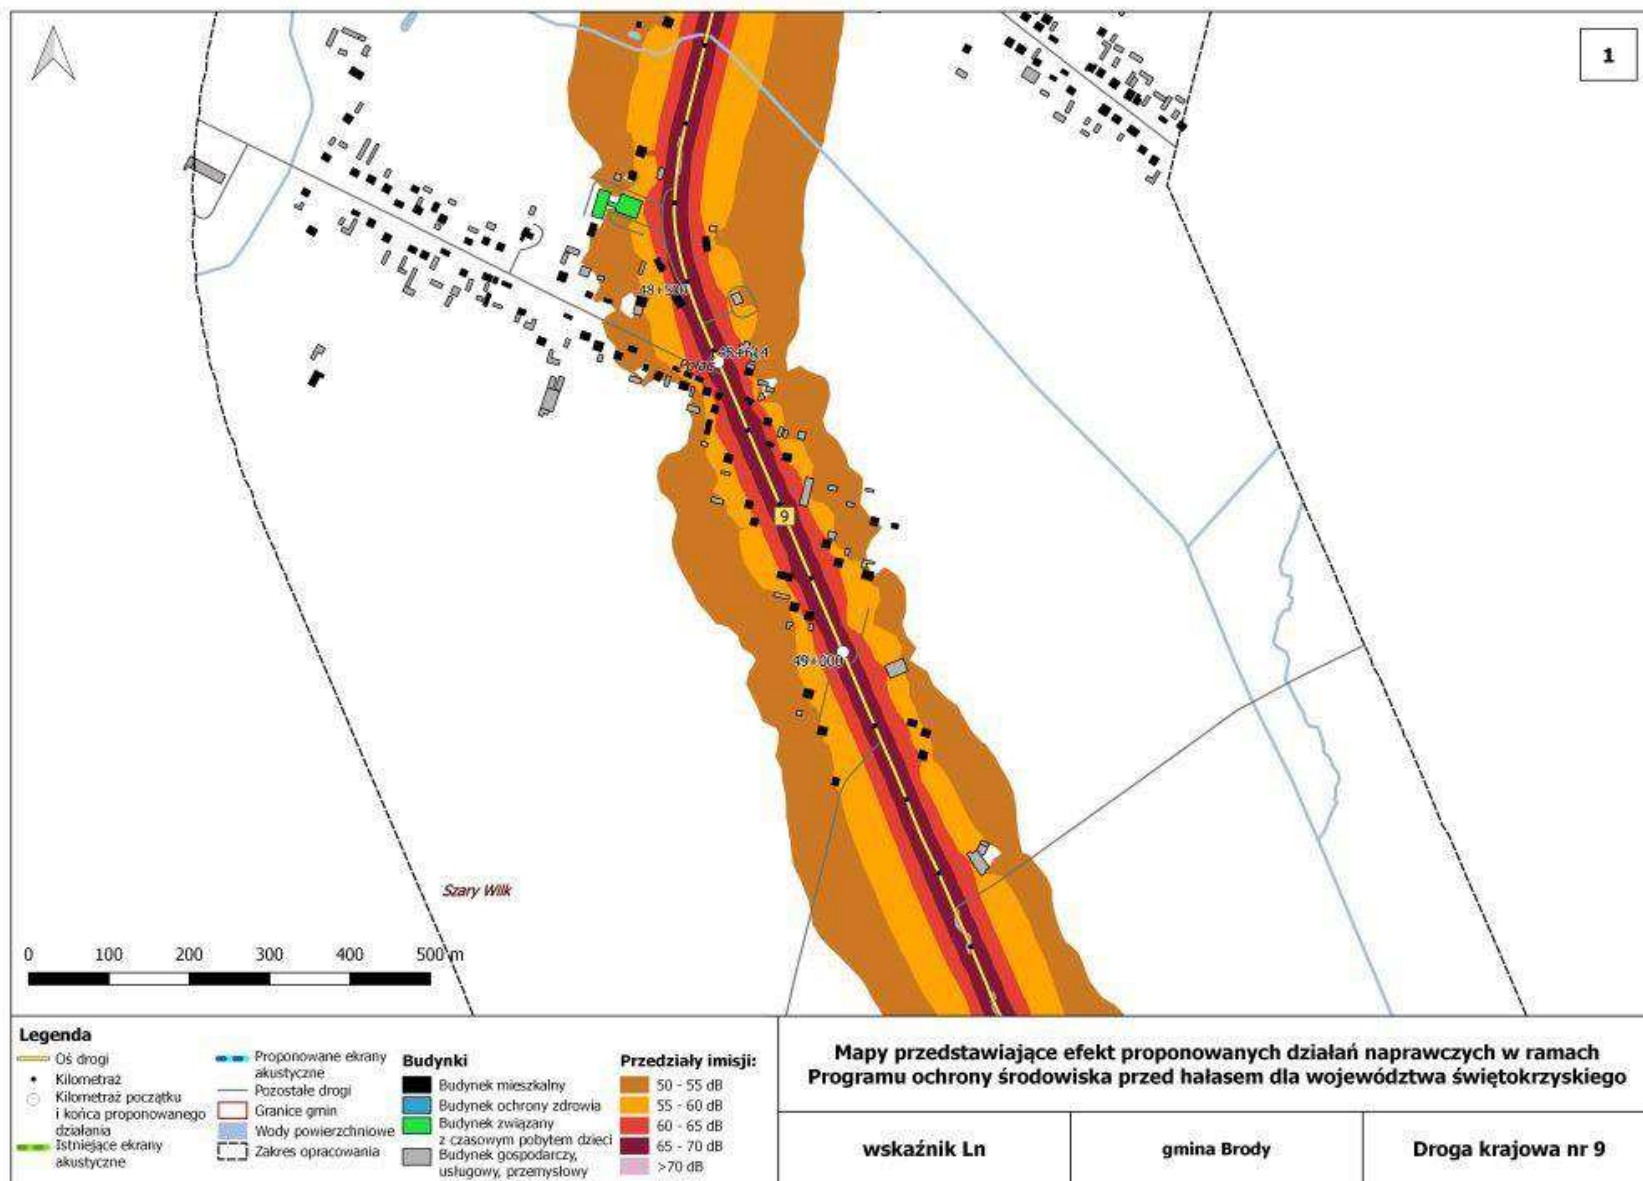 1
48+500
9
49+000
Szary Wilk
0 100 200 300 400 500 m
Legenda
Oś drogi
Kilometraż
Kilometraż początku
i końca proponowanego
działania
Istniejące ekrany
akustyczne
Proponowane ekrany
akustyczne
Pozostałe drogi
Granice gmin
Wody powierzchniowe
Zakres opracowania
Budynki
Budynek mieszkalny
Budynek ochrony zdrowia
Budynek związany
z czasowym pobytem dzieci
Budynek gospodarczy,
usługowy, przemysłowy
Przedziały imisji:
50 - 55 dB
55 - 60 dB
60 - 65 dB
65 - 70 dB
>70 dB
Mapy przedstawiające efekt proponowanych działań naprawczych w ramach
Programu ochrony środowiska przed hałasem dla województwa świętokrzyskiego
wskaźnik Ln
gmina Brody
Droga krajowa nr 9